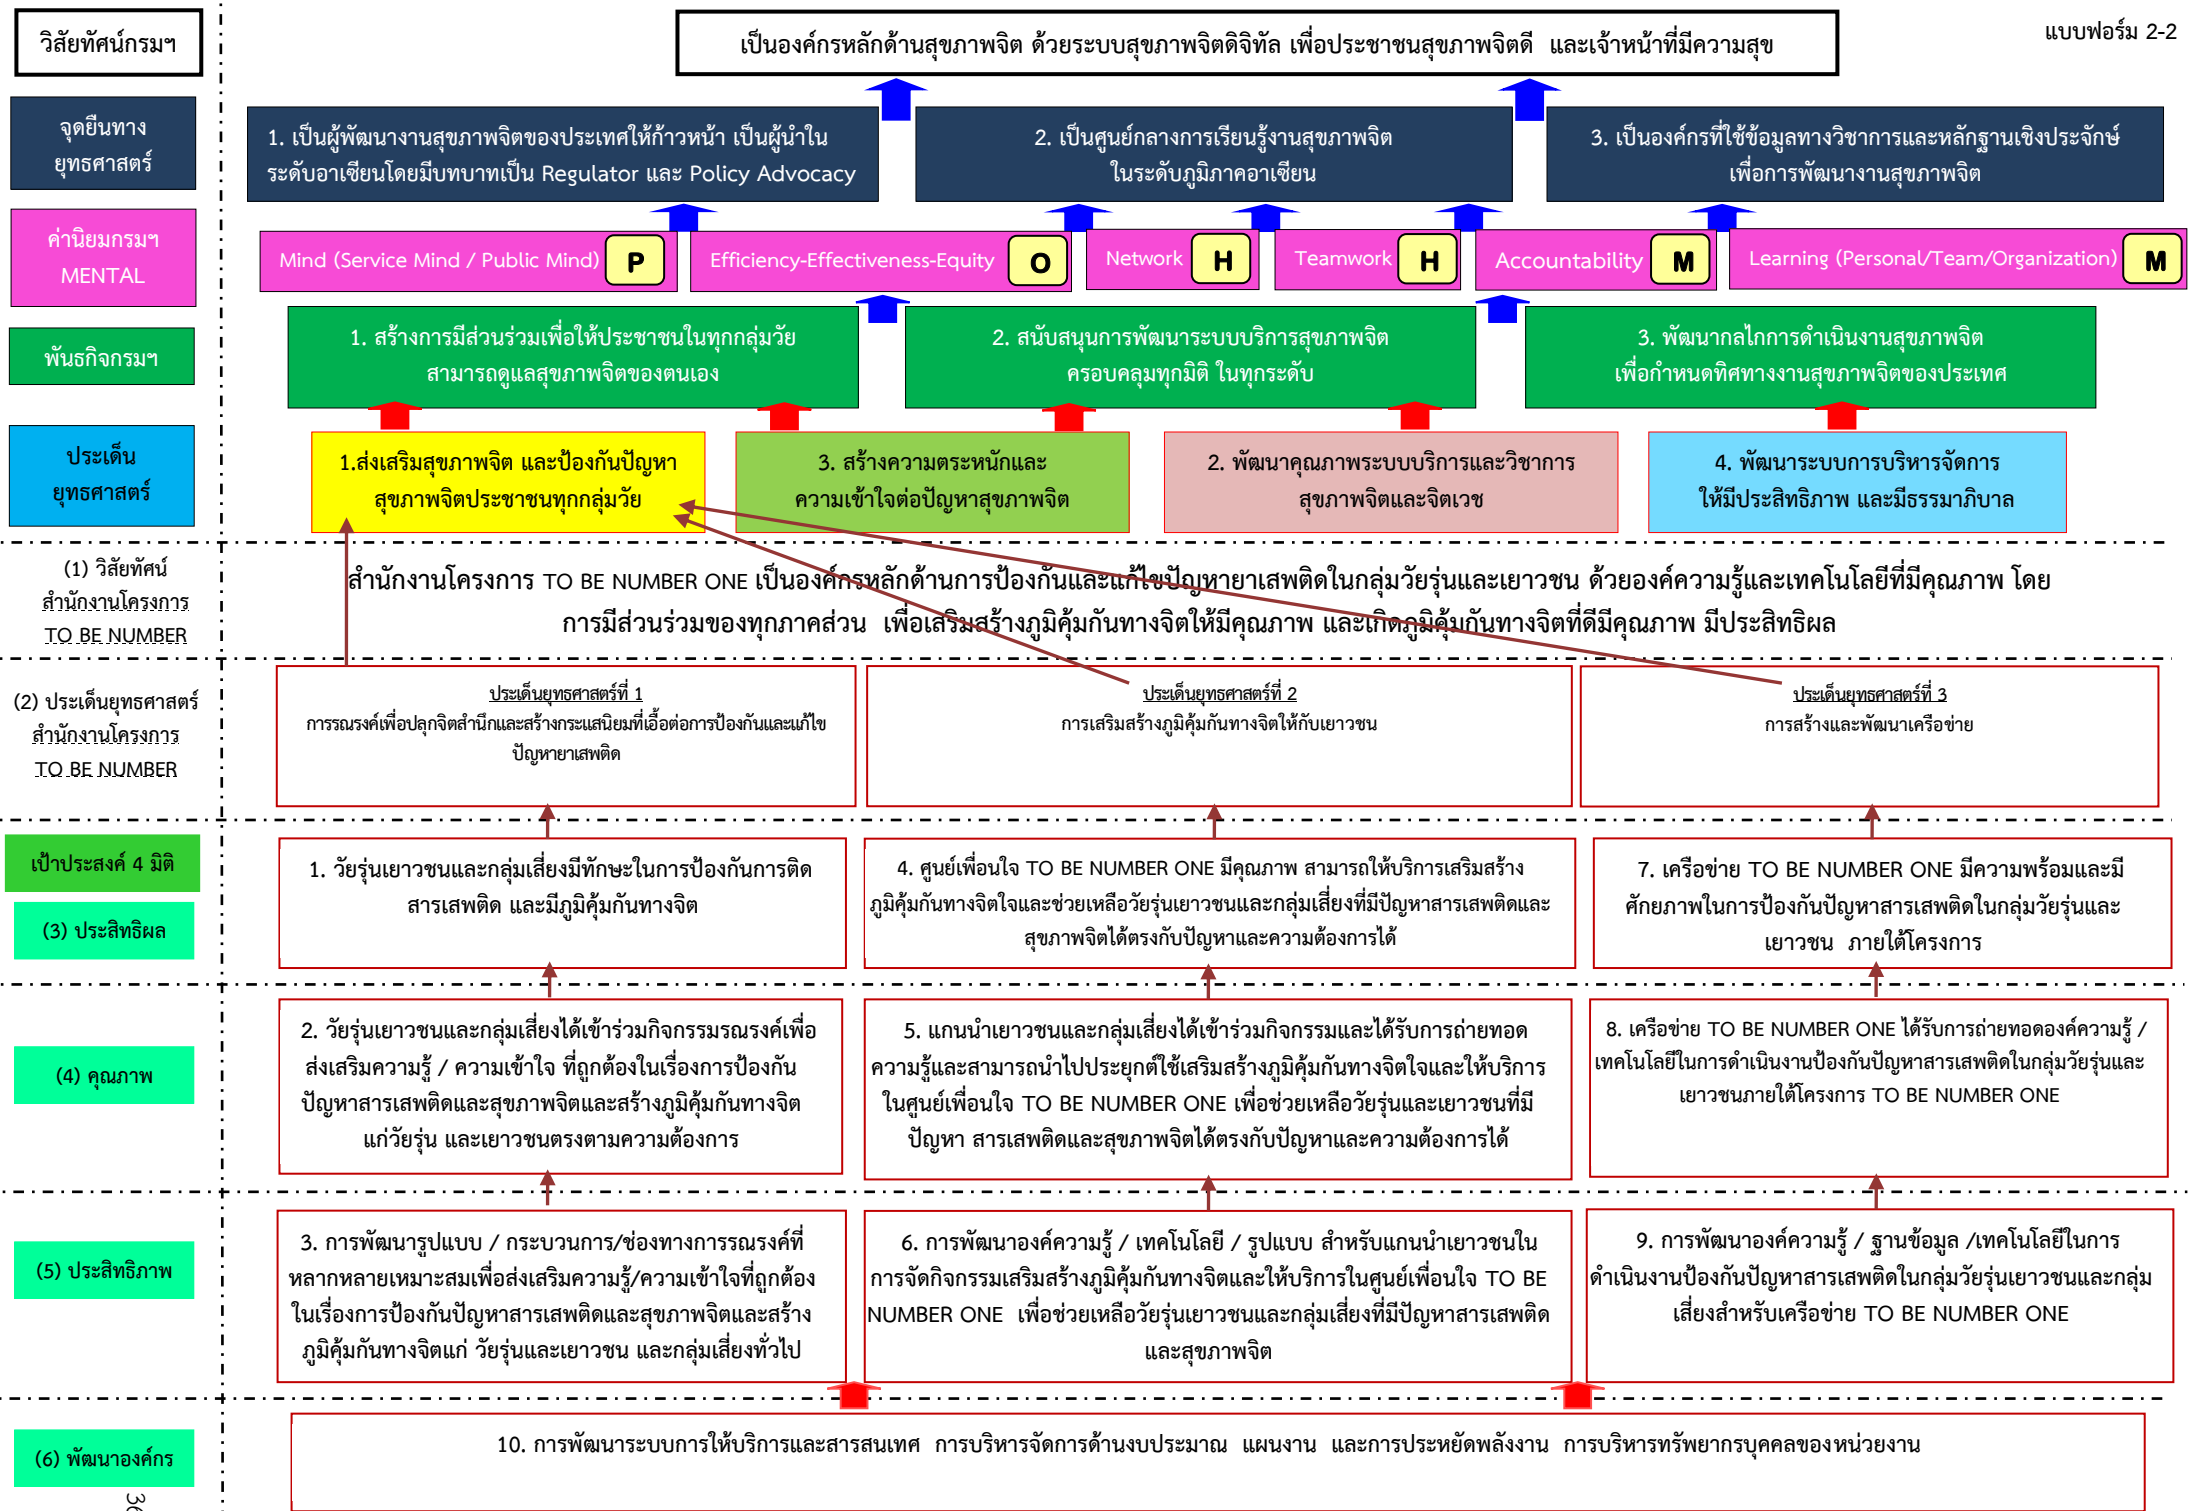 วิสัยทัศน์กรมฯ
เป็นองค์กรหลักด้านสุขภาพจิต ด้วยระบบสุขภาพจิตดิจิทัล เพื่อประชาชนสุขภาพจิตดี และเจ้าหน้าที่มีความสุข
แบบฟอร์ม 2-2
จุดยืนทาง
ยุทธศาสตร์
1. เป็นผู้พัฒนางานสุขภาพจิตของประเทศให้ก้าวหน้า เป็นผู้นำใน
ระดับอาเซียนโดยมีบทบาทเป็น Regulator และ Policy Advocacy
2. เป็นศูนย์กลางการเรียนรู้งานสุขภาพจิต
ในระดับภูมิภาคอาเซียน
3. เป็นองค์กรที่ใช้ข้อมูลทางวิชาการและหลักฐานเชิงประจักษ์
เพื่อการพัฒนางานสุขภาพจิต
ค่านิยมกรมฯ
MENTAL
Mind (Service Mind / Public Mind) P
Efficiency-Effectiveness-Equity O
Network H
Teamwork H
Accountability M
Learning (Personal/Team/Organization) M
พันธกิจกรมฯ
1. สร้างการมีส่วนร่วมเพื่อให้ประชาชนในทุกกลุ่มวัย
สามารถดูแลสุขภาพจิตของตนเอง
2. สนับสนุนการพัฒนาระบบบริการสุขภาพจิต
ครอบคลุมทุกมิติ ในทุกระดับ
3. พัฒนากลไกการดำเนินงานสุขภาพจิต
เพื่อกำหนดทิศทางงานสุขภาพจิตของประเทศ
ประเด็น
ยุทธศาสตร์
1.ส่งเสริมสุขภาพจิต และป้องกันปัญหา
สุขภาพจิตประชาชนทุกกลุ่มวัย
3. สร้างความตระหนักและ
ความเข้าใจต่อปัญหาสุขภาพจิต
2. พัฒนาคุณภาพระบบบริการและวิชาการ
สุขภาพจิตและจิตเวช
4. พัฒนาระบบการบริหารจัดการ
ให้มีประสิทธิภาพ และมีธรรมาภิบาล
(1) วิสัยทัศน์
สำนักงานโครงการ
TO BE NUMBER
สำนักงานโครงการ TO BE NUMBER ONE เป็นองค์กรหลักด้านการป้องกันและแก้ไขปัญหายาเสพติดในกลุ่มวัยรุ่นและเยาวชน ด้วยองค์ความรู้และเทคโนโลยีที่มีคุณภาพ โดย
การมีส่วนร่วมของทุกภาคส่วน เพื่อเสริมสร้างภูมิคุ้มกันทางจิตให้มีคุณภาพ และเกิดภูมิคุ้มกันทางจิตที่ดีมีคุณภาพ มีประสิทธิผล
(2) ประเด็นยุทธศาสตร์
สำนักงานโครงการ
TO BE NUMBER
ประเด็นยุทธศาสตร์ที่ 1
การรณรงค์เพื่อปลุกจิตสำนึกและสร้างกระแสนิยมที่เอื้อต่อการป้องกันและแก้ไข
ปัญหายาเสพติด
ประเด็นยุทธศาสตร์ที่ 2
การเสริมสร้างภูมิคุ้มกันทางจิตให้กับเยาวชน
ประเด็นยุทธศาสตร์ที่ 3
การสร้างและพัฒนาเครือข่าย
เป้าประสงค์ 4 มิติ
(3) ประสิทธิผล
1. วัยรุ่นเยาวชนและกลุ่มเสี่ยงมีทักษะในการป้องกันการติด
สารเสพติด และมีภูมิคุ้มกันทางจิต
4. ศูนย์เพื่อนใจ TO BE NUMBER ONE มีคุณภาพ สามารถให้บริการเสริมสร้าง
ภูมิคุ้มกันทางจิตใจและช่วยเหลือวัยรุ่นเยาวชนและกลุ่มเสี่ยงที่มีปัญหาสารเสพติดและ
สุขภาพจิตได้ตรงกับปัญหาและความต้องการได้
7. เครือข่าย TO BE NUMBER ONE มีความพร้อมและมี
ศักยภาพในการป้องกันปัญหาสารเสพติดในกลุ่มวัยรุ่นและ
เยาวชน ภายใต้โครงการ
(4) คุณภาพ
2. วัยรุ่นเยาวชนและกลุ่มเสี่ยงได้เข้าร่วมกิจกรรมรณรงค์เพื่อ
ส่งเสริมความรู้ / ความเข้าใจ ที่ถูกต้องในเรื่องการป้องกัน
ปัญหาสารเสพติดและสุขภาพจิตและสร้างภูมิคุ้มกันทางจิต
แก่วัยรุ่น และเยาวชนตรงตามความต้องการ
5. แกนนำเยาวชนและกลุ่มเสี่ยงได้เข้าร่วมกิจกรรมและได้รับการถ่ายทอด
ความรู้และสามารถนำไปประยุกต์ใช้เสริมสร้างภูมิคุ้มกันทางจิตใจและให้บริการ
ในศูนย์เพื่อนใจ TO BE NUMBER ONE เพื่อช่วยเหลือวัยรุ่นและเยาวชนที่มี
ปัญหา สารเสพติดและสุขภาพจิตได้ตรงกับปัญหาและความต้องการได้
8. เครือข่าย TO BE NUMBER ONE ได้รับการถ่ายทอดองค์ความรู้ /
เทคโนโลยีในการดำเนินงานป้องกันปัญหาสารเสพติดในกลุ่มวัยรุ่นและ
เยาวชนภายใต้โครงการ TO BE NUMBER ONE
(5) ประสิทธิภาพ
3. การพัฒนารูปแบบ / กระบวนการ/ช่องทางการรณรงค์ที่
หลากหลายเหมาะสมเพื่อส่งเสริมความรู้/ความเข้าใจที่ถูกต้อง
ในเรื่องการป้องกันปัญหาสารเสพติดและสุขภาพจิตและสร้าง
ภูมิคุ้มกันทางจิตแก่ วัยรุ่นและเยาวชน และกลุ่มเสี่ยงทั่วไป
6. การพัฒนาองค์ความรู้ / เทคโนโลยี / รูปแบบ สำหรับแกนนำเยาวชนใน
การจัดกิจกรรมเสริมสร้างภูมิคุ้มกันทางจิตและให้บริการในศูนย์เพื่อนใจ TO BE
NUMBER ONE เพื่อช่วยเหลือวัยรุ่นเยาวชนและกลุ่มเสี่ยงที่มีปัญหาสารเสพติด
และสุขภาพจิต
9. การพัฒนาองค์ความรู้ / ฐานข้อมูล /เทคโนโลยีในการ
ดำเนินงานป้องกันปัญหาสารเสพติดในกลุ่มวัยรุ่นเยาวชนและกลุ่ม
เสี่ยงสำหรับเครือข่าย TO BE NUMBER ONE
(6) พัฒนาองค์กร
10. การพัฒนาระบบการให้บริการและสารสนเทศ การบริหารจัดการด้านงบประมาณ แผนงาน และการประหยัดพลังงาน การบริหารทรัพยากรบุคคลของหน่วยงาน
36